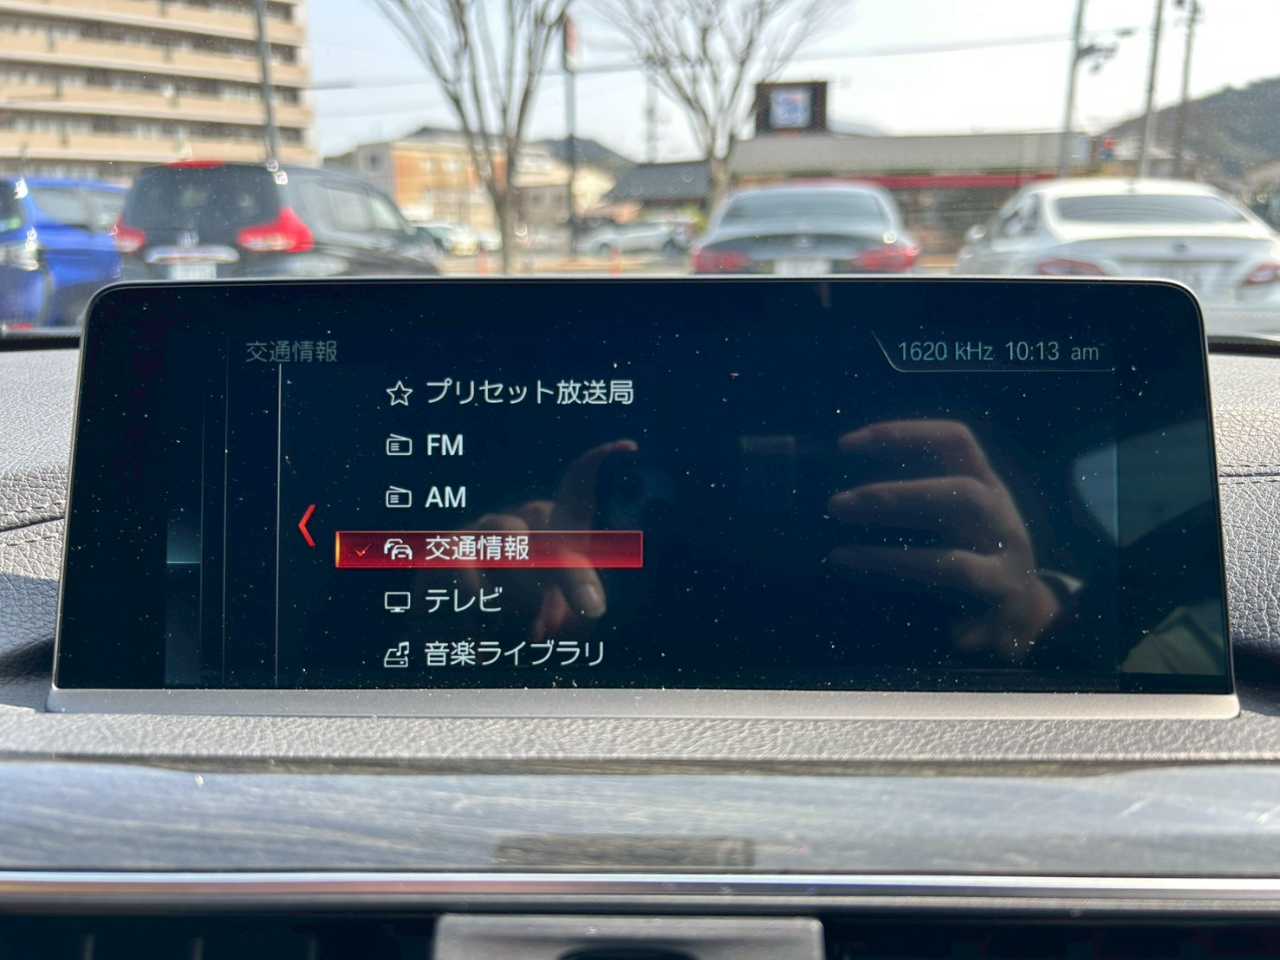 交通情報
1620 kHz 10:13 am
プリセット放送局
FM
AM
交通情報
テレビ
音楽ライブラリ